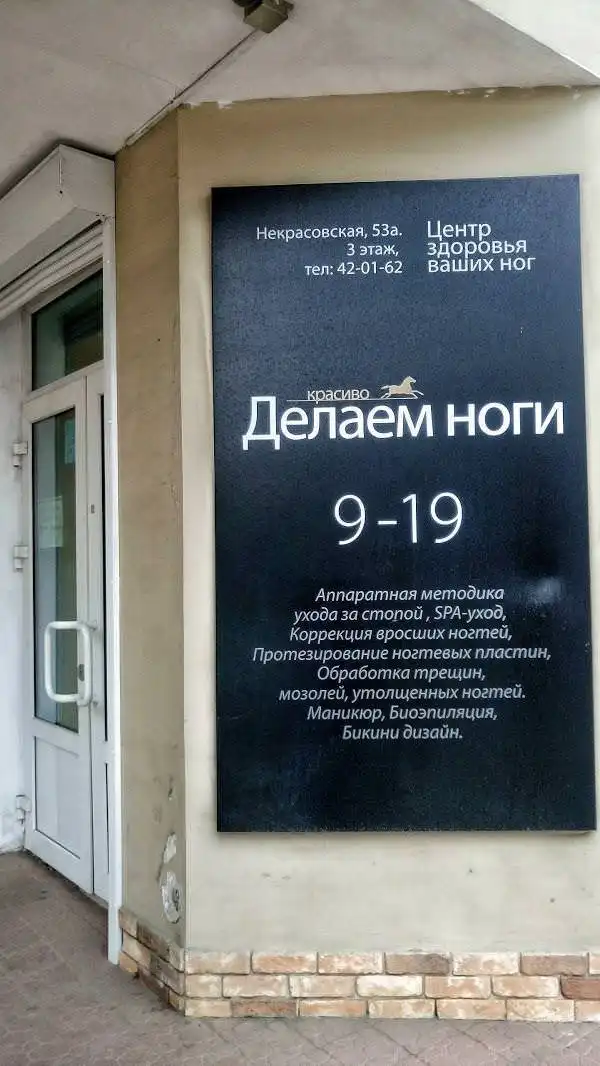 Некрасовская, 53а.
3 этаж,
тел: 42-01-62
Центр
здоровья
ваших ног
красиво
Делаем ноги
9-19
Аппаратная методика
ухода за стопой , SPA-уход,
Коррекция вросших ногтей,
Протезирование ногтевых пластин,
Обработка трещин,
мозолей, утолщенных ногтей.
Маникюр, Биоэпиляция,
Бикини дизайн.